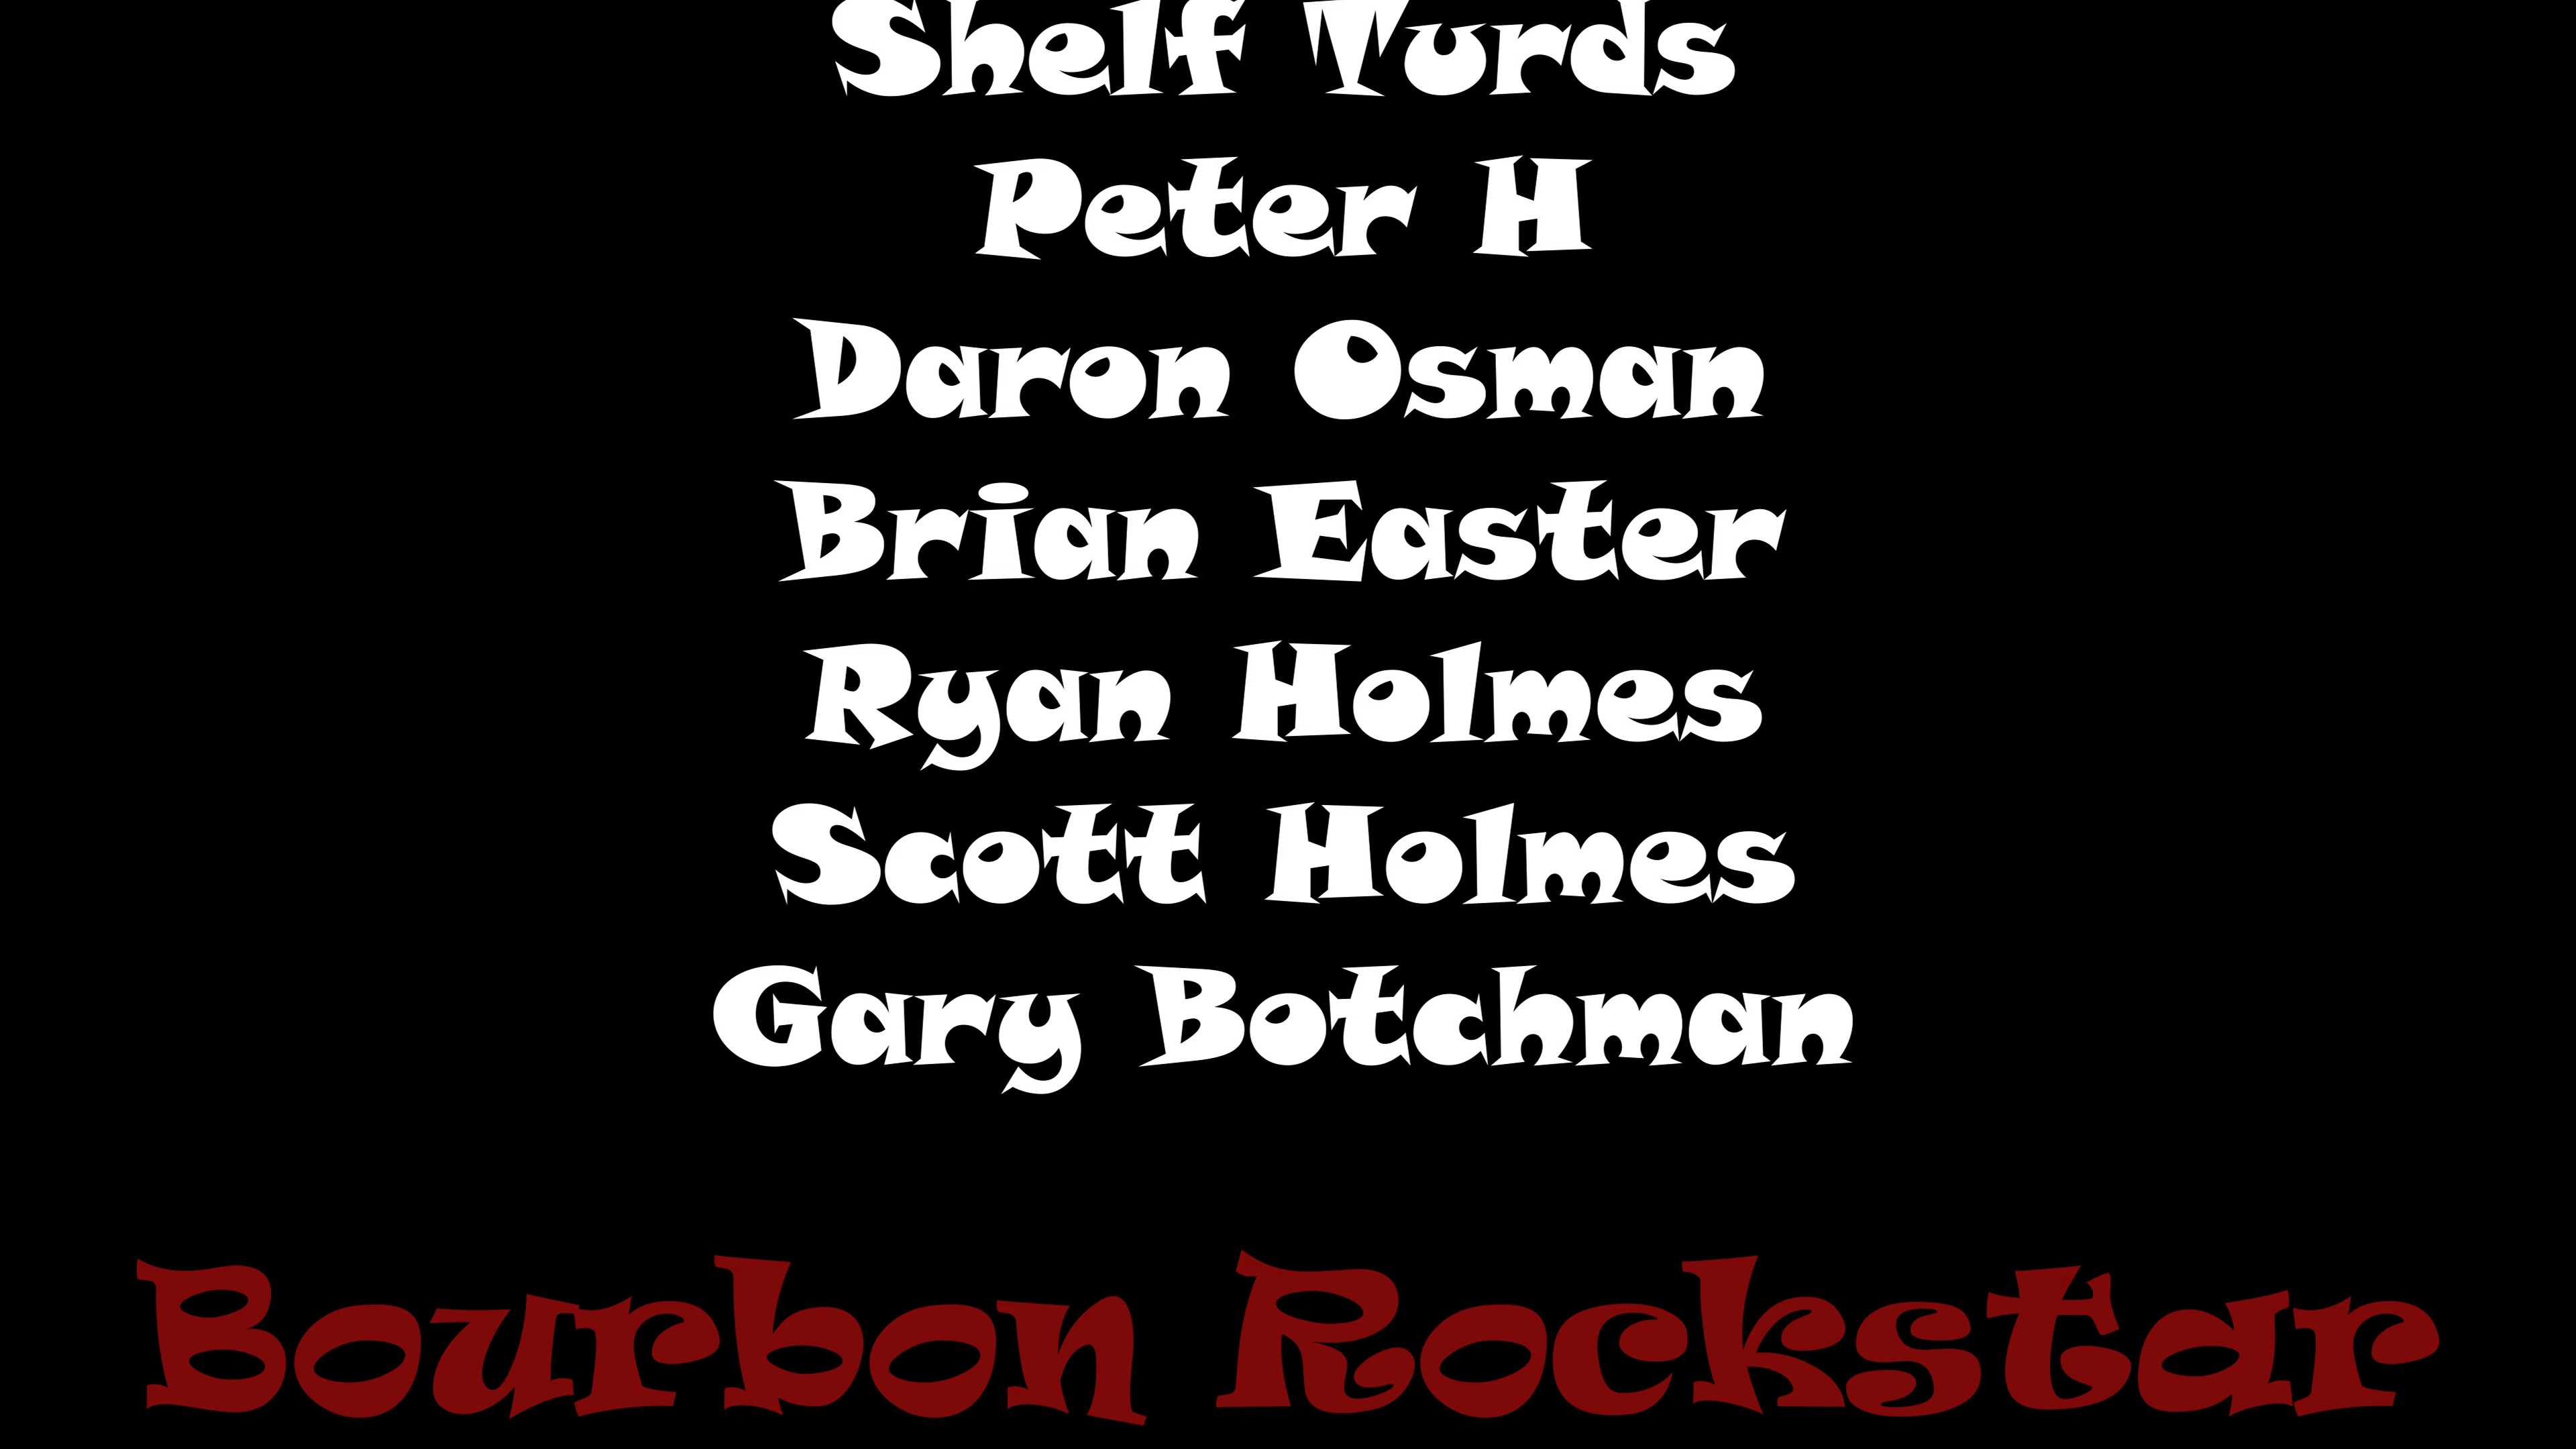 Shelf Turds
Peter H
Daron Osman
Brian Easter
Ryan Holmes
Scott Holmes
Gary Botchman
Bourbon Rockstar